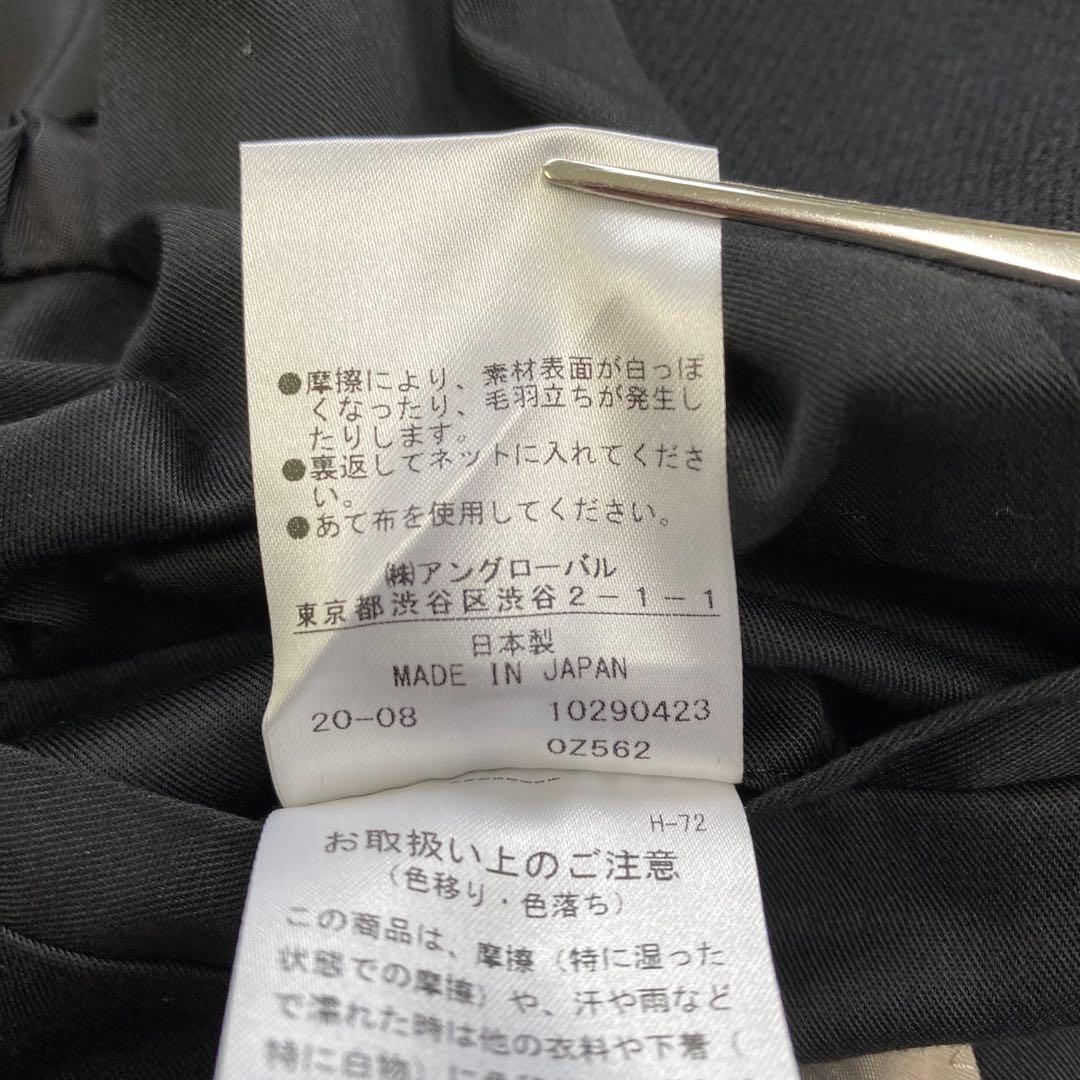 ●摩擦により、素材表面が白っぽ
くなったり、毛羽立ちが発生し
たりします。
●裏返してネットに入れてくださ
い。
●あて布を使用してください。
㈱アングローバル
東京都渋谷区渋谷2-1-1
日本製
MADE IN JAPAN
20-08 10290423
OZ562
H-72
お取扱い上のご注意
(色移り・色落ち)
この商品は、摩擦(特に湿った
状態での摩擦)や、汗や雨など
で濡れた時は他の衣料や下着(
特に白物)に色移